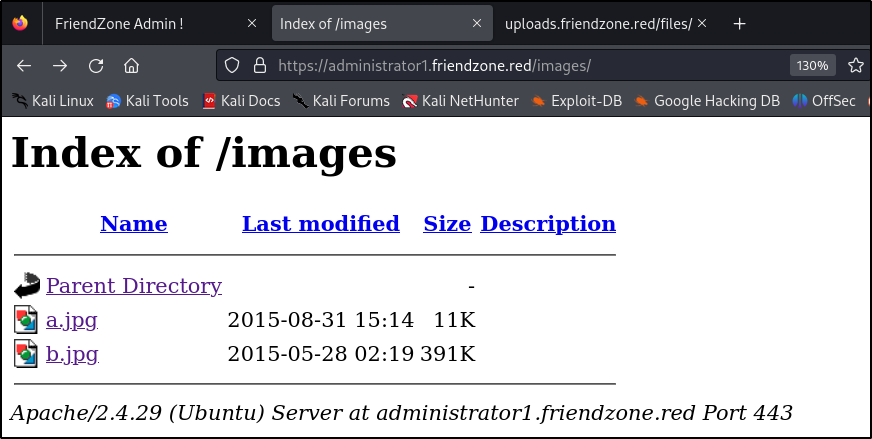 FriendZone Admin !
Index of /images
uploads.friendzone.red/files/
https://administrator1.friendzone.red/images/
130%
Kali Linux
Kali Tools
Kali Docs
Kali Forums
Kali NetHunter
Exploit-DB
Google Hacking DB
OffSec
Index of /images
Name Last modified Size Description
Parent Directory -
a.jpg 2015-08-31 15:14 11K
b.jpg 2015-05-28 02:19 391K
Apache/2.4.29 (Ubuntu) Server at administrator1.friendzone.red Port 443